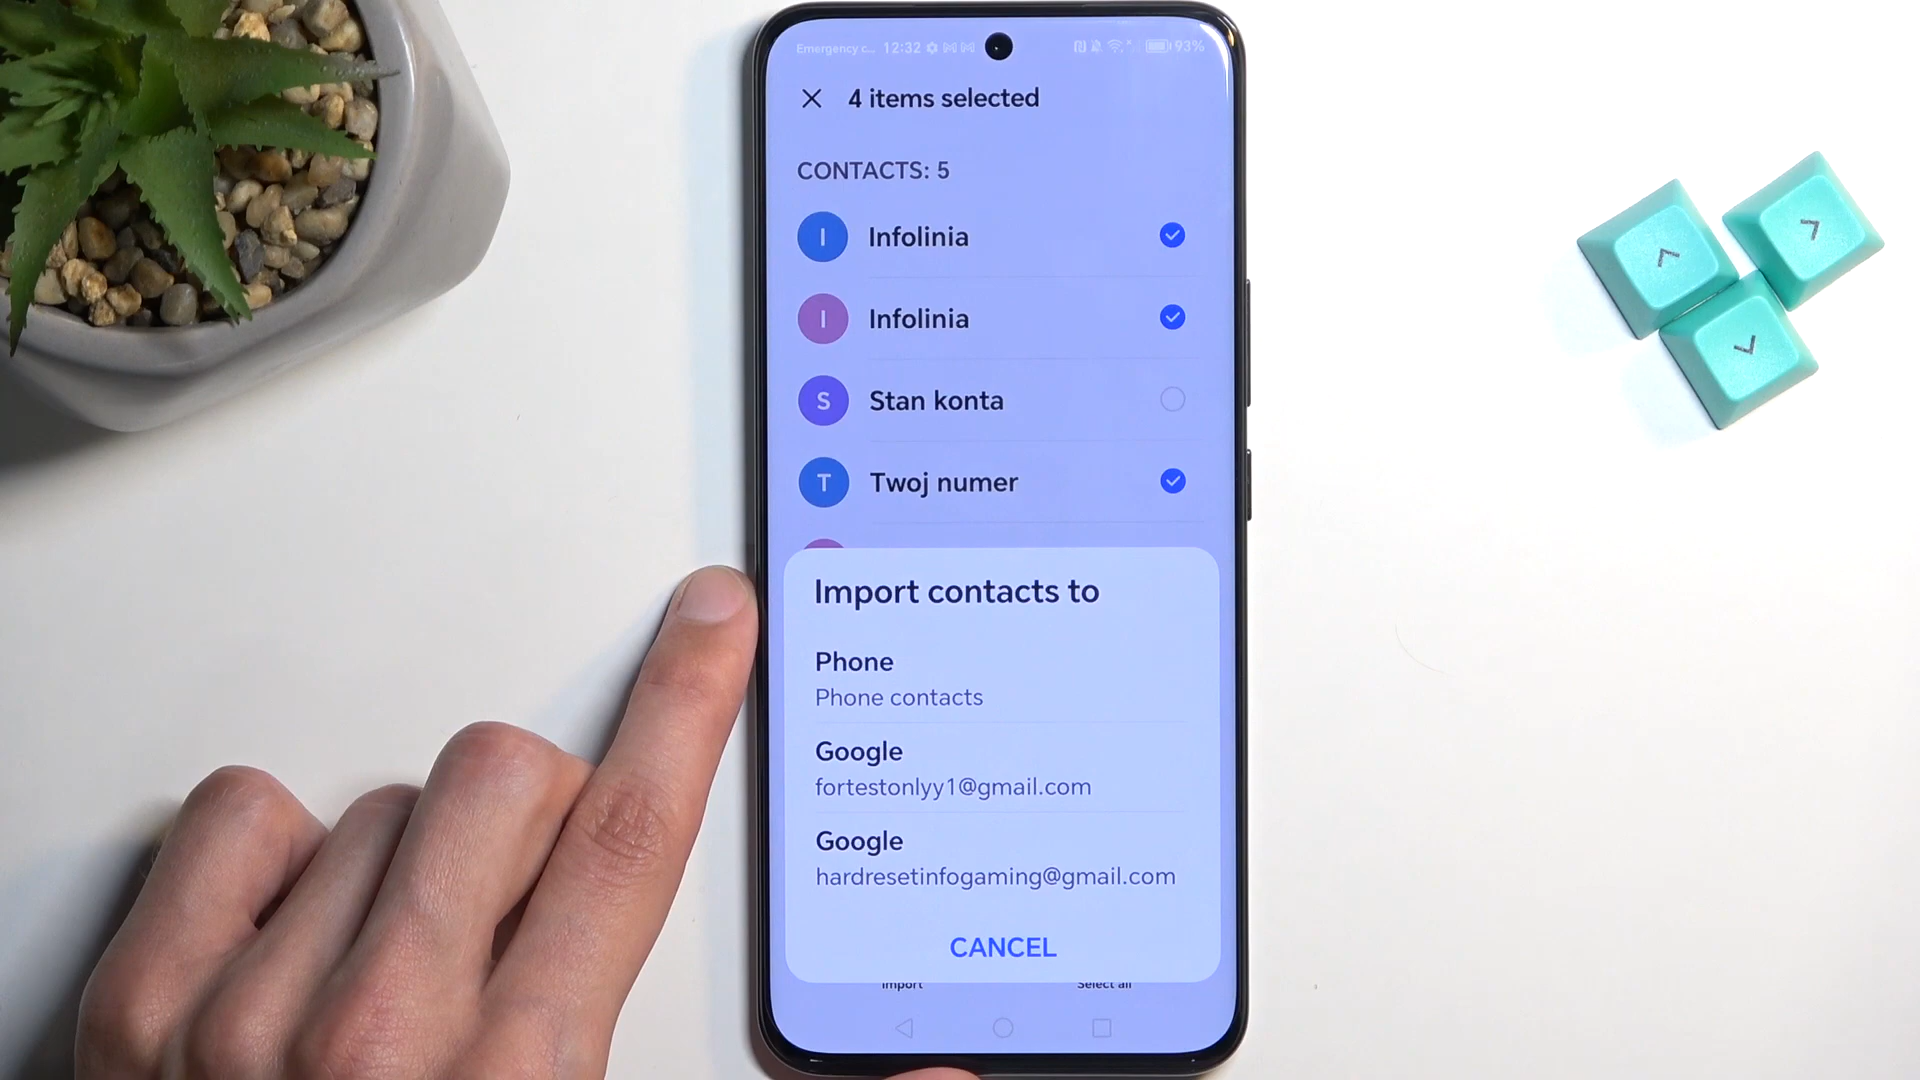 Emergency c... 12:32 93%
4 items selected
CONTACTS: 5
I Infolinia
I Infolinia
S Stan konta
T Twoj numer
Import contacts to
Phone
Phone contacts
Google
fortestonlyy1@gmail.com
Google
hardresetinfogaming@gmail.com
CANCEL
Import Select all